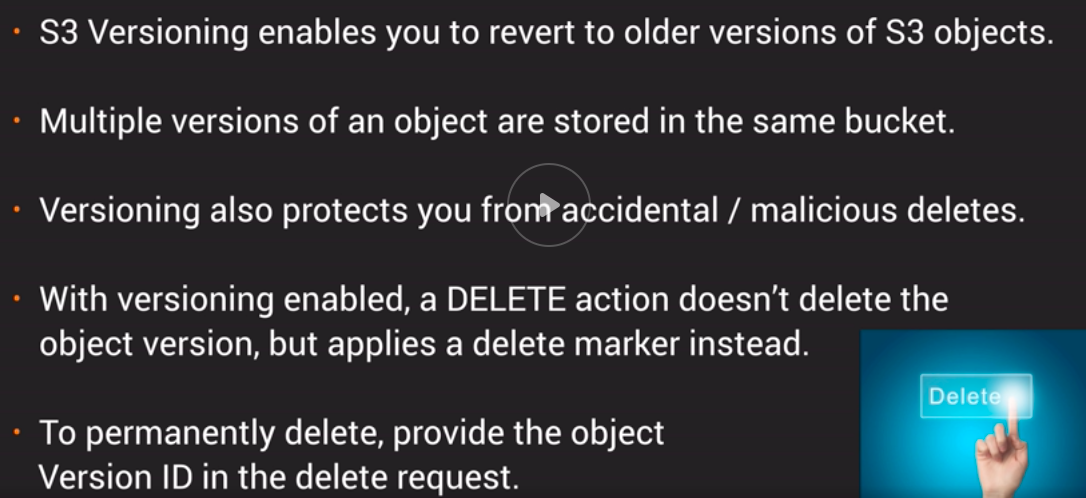 • S3 Versioning enables you to revert to older versions of S3 objects.
• Multiple versions of an object are stored in the same bucket.
• Versioning also protects you from accidental / malicious deletes.
• With versioning enabled, a DELETE action doesn't delete the
object version, but applies a delete marker instead.
Delete
• To permanently delete, provide the object
Version ID in the delete request.